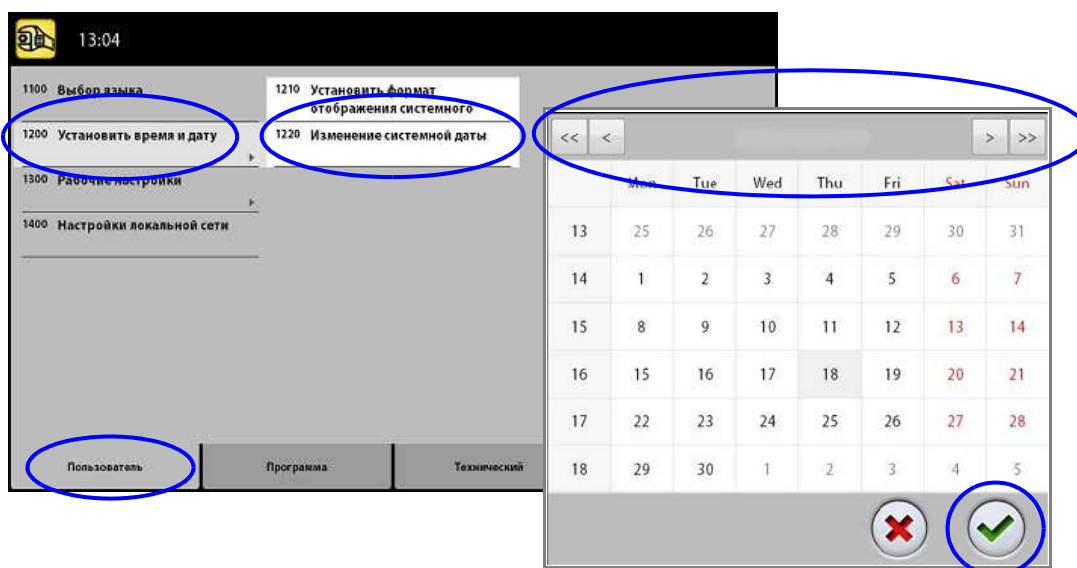 13:04
1100 Выбор языка
1200 Установить время и дату
1300 Рабочие настройки
1400 Настройки локальной сети
1210 Установить формат
отображения системного
1220 Изменение системной даты
Пользователь Программа Технический
<< < > >>
Mon Tue Wed Thu Fri Sat Sun
13 25 26 27 28 29 30 31
14 1 2 3 4 5 6 7
15 8 9 10 11 12 13 14
16 15 16 17 18 19 20 21
17 22 23 24 25 26 27 28
18 29 30 1 2 3 4 5